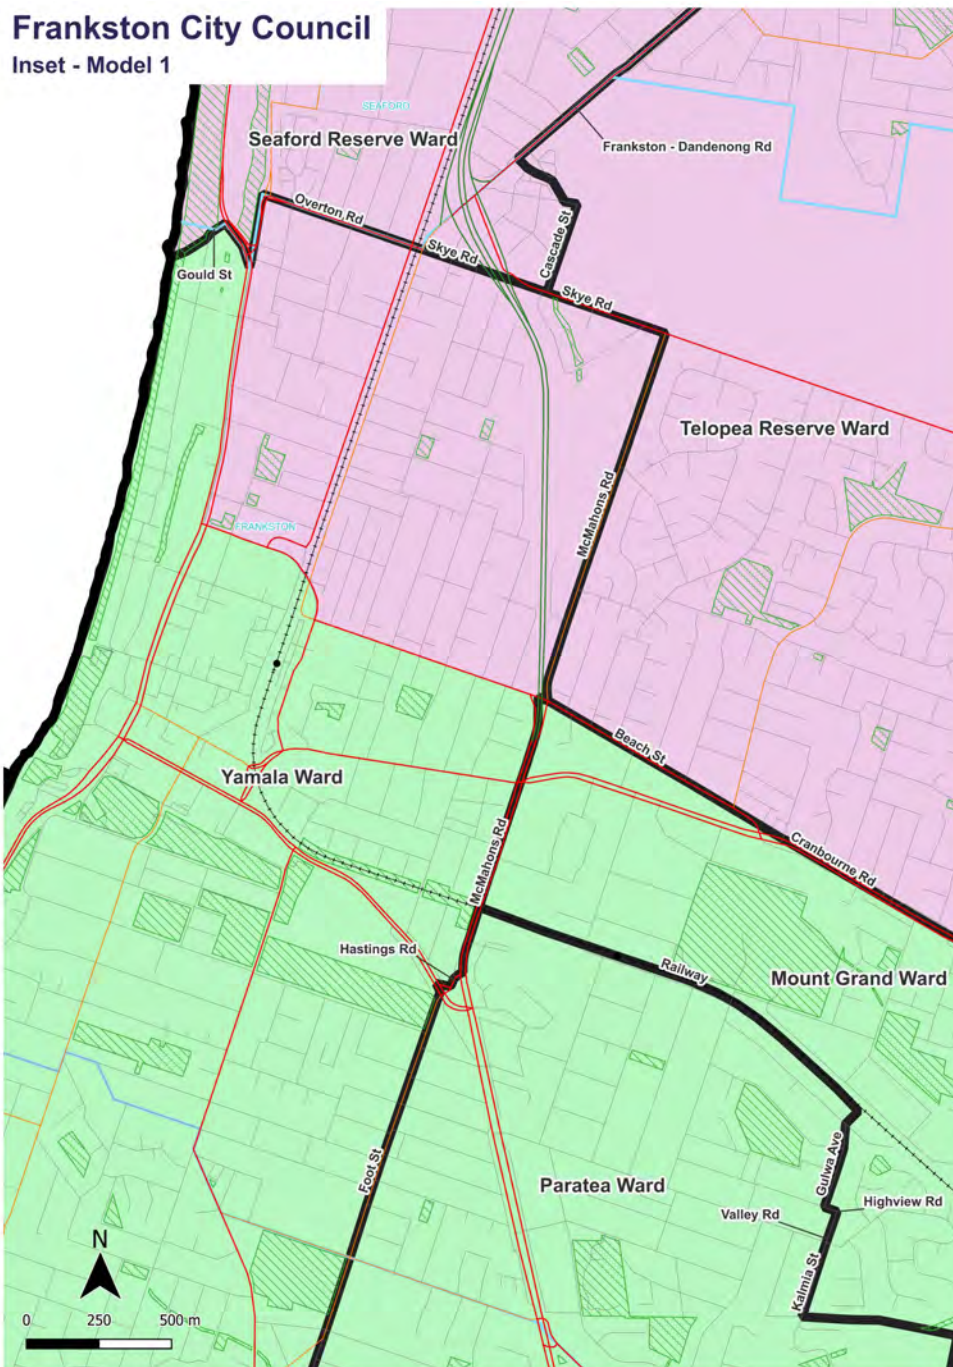 Frankston City Council
Inset - Model 1
SEAFORD
Seaford Reserve Ward
Frankston - Dandenong Rd
Overton Rd
Skye Rd
Cascade St
Gould St
Skye Rd
Telopea Reserve Ward
McMahons Rd
FRANKSTON
Beach St
Yamala Ward
McMahons Rd
Cranbourne Rd
Hastings Rd
Railway
Mount Grand Ward
Foot St
Paratea Ward
Gulwa Ave
Highview Rd
Valley Rd
Kalmia St
N
0 250 500 m